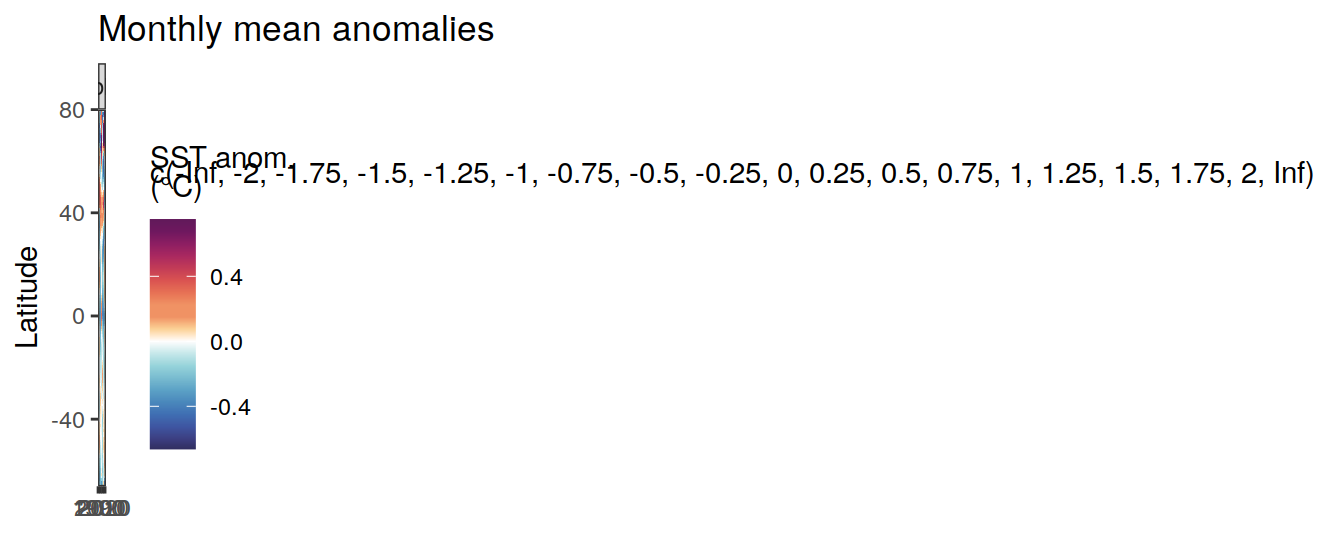 Monthly mean anomalies
80
40
0
-40
Latitude
SST anom.
c(-Inf, -2, -1.75, -1.5, -1.25, -1, -0.75, -0.5, -0.25, 0, 0.25, 0.5, 0.75, 1, 1.25, 1.5, 1.75, 2, Inf)
(°C)
0.4
0.0
-0.4